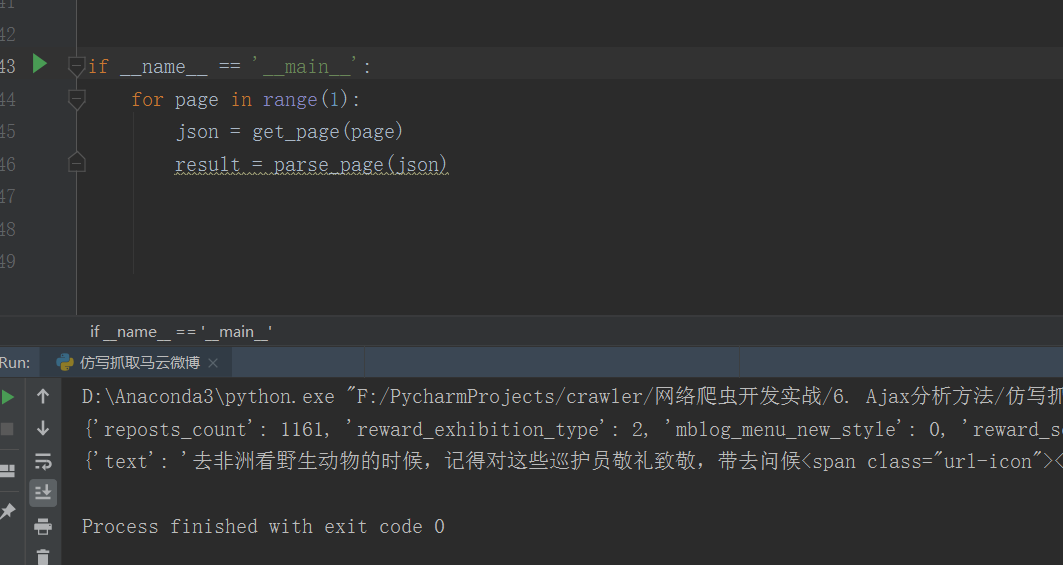 41
42
43 if __name__ == '__main__':
44 for page in range(1):
45 json = get_page(page)
46 result = parse_page(json)
47
48
49
if __name__ == '__main__'
Run: 仿写抓取马云微博 ×
D:\Anaconda3\python.exe "F:/PycharmProjects/crawler/网络爬虫开发实战/6. Ajax分析方法/仿写抓
{'reposts_count': 1161, 'reward_exhibition_type': 2, 'mblog_menu_new_style': 0, 'reward_s
{'text': '去非洲看野生动物的时候，记得对这些巡护员敬礼致敬，带去问候<span class="url-icon"><
Process finished with exit code 0